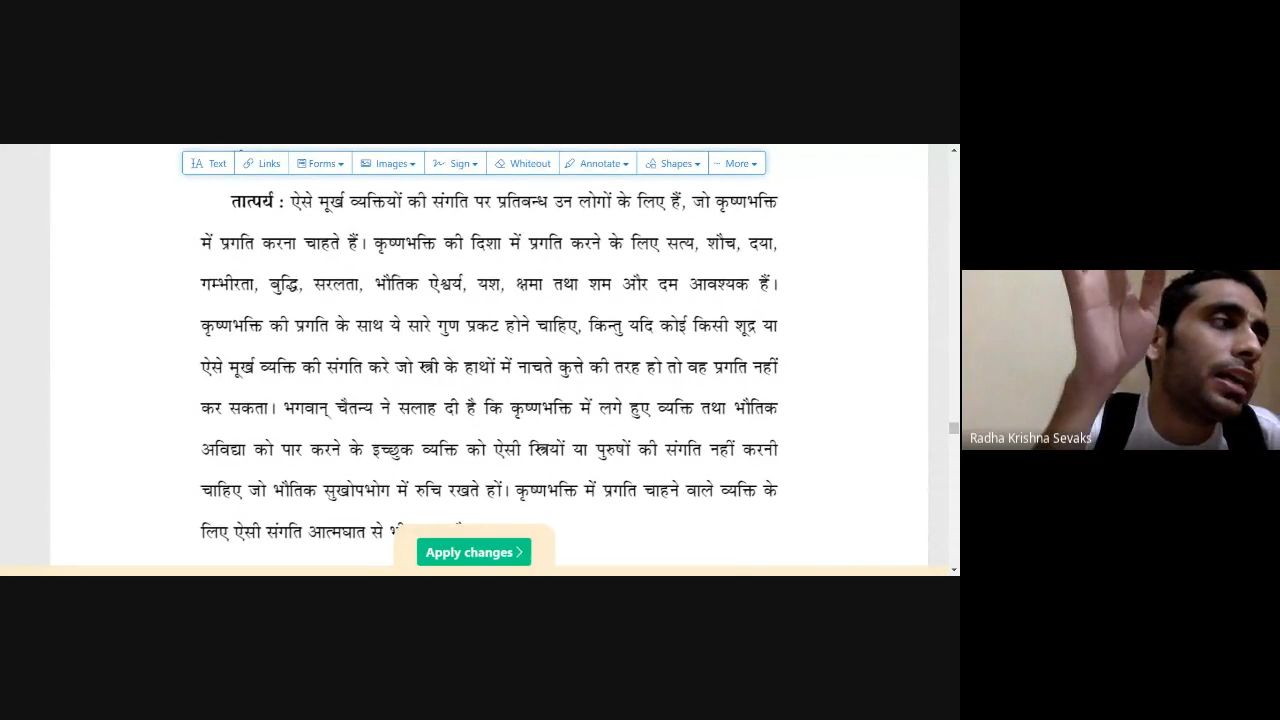 Text Links Forms Images Sign Whiteout Annotate Shapes More
तात्पर्य : ऐसे मूर्ख व्यक्तियों की संगति पर प्रतिबन्ध उन लोगों के लिए हैं, जो कृष्णभक्ति
में प्रगति करना चाहते हैं। कृष्णभक्ति की दिशा में प्रगति करने के लिए सत्य, शौच, दया,
गम्भीरता, बुद्धि, सरलता, भौतिक ऐश्वर्य, यश, क्षमा तथा शम और दम आवश्यक हैं।
कृष्णभक्ति की प्रगति के साथ ये सारे गुण प्रकट होने चाहिए, किन्तु यदि कोई किसी शूद्र या
ऐसे मूर्ख व्यक्ति की संगति करे जो स्त्री के हाथों में नाचते कुत्ते की तरह हो तो वह प्रगति नहीं
कर सकता। भगवान् चैतन्य ने सलाह दी है कि कृष्णभक्ति में लगे हुए व्यक्ति तथा भौतिक
अविद्या को पार करने के इच्छुक व्यक्ति को ऐसी स्त्रियों या पुरुषों की संगति नहीं करनी
चाहिए जो भौतिक सुखोपभोग में रुचि रखते हों। कृष्णभक्ति में प्रगति चाहने वाले व्यक्ति के
लिए ऐसी संगति आत्मघात से
Apply changes
Radha Krishna Sevaks